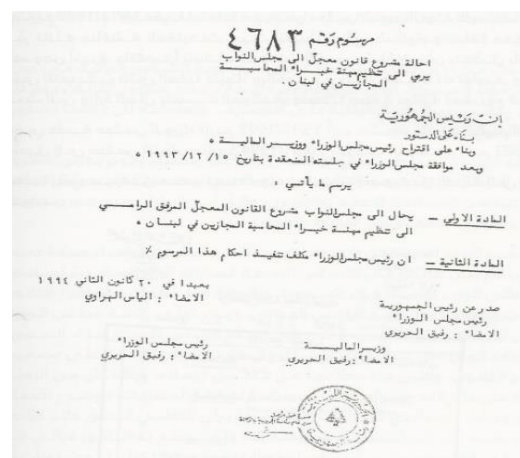 مرسوم رقم ٤٦٨٣
احالة مشروع قانون معجل الى مجلس النواب
يرمي الى تنظيم مهنة خبراء المحاسبة
المجازين في لبنان.
ان رئيس الجمهورية
بناء على الدستور
وبناء على اقتراح رئيس مجلس الوزراء ووزير المالية ،
وبعد موافقة مجلس الوزراء في جلسته المنعقدة بتاريخ ١٥ /١٢ /١٩٩٣ ،
يرسم ما يأتي :
المادة الاولى – يحال الى مجلس النواب مشروع القانون المعجل المرفق الرامي
الى تنظيم مهنة خبراء المحاسبة المجازين في لبنان .
المادة الثانية – ان رئيس مجلس الوزراء مكلف تنفيذ احكام هذا المرسوم ./
بعبدا في ٢٠ كانون الثاني ١٩٩٤
الامضاء : الياس الهراوي
صدر عن رئيس الجمهورية
رئيس مجلس الوزراء
الامضاء : رفيق الحريري
وزير المالية
الامضاء : رفيق الحريري
رئيس مجلس الوزراء
الامضاء : رفيق الحريري